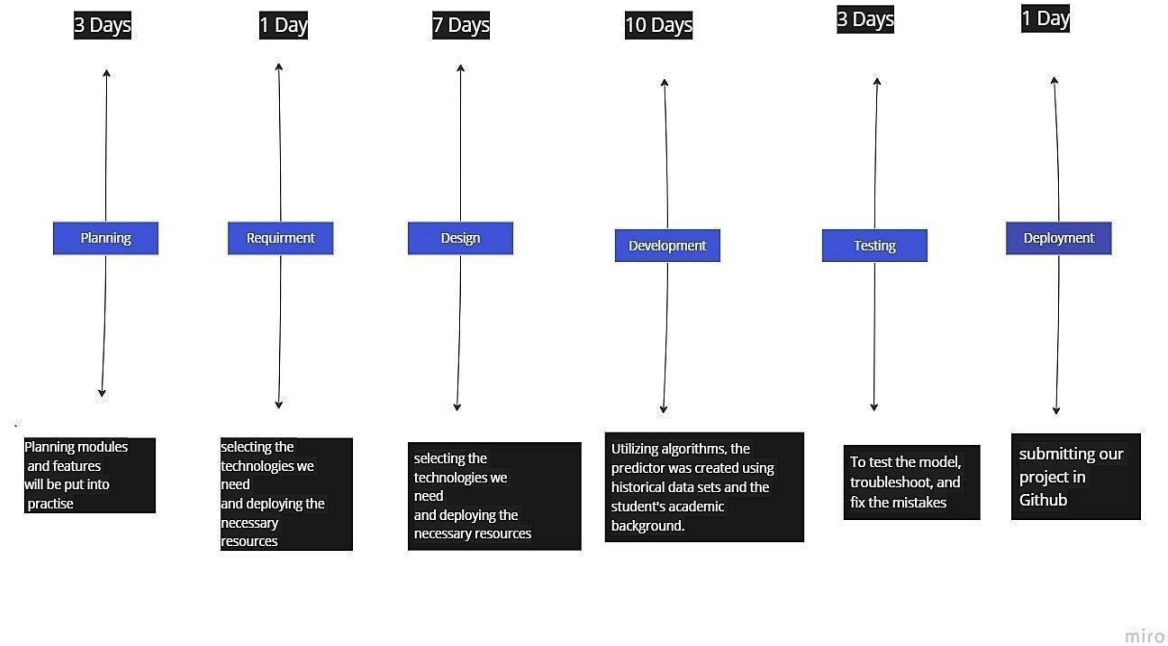 3 Days
1 Day
7 Days
10 Days
3 Days
1 Day
Planning
Requirment
Design
Development
Testing
Deployment
Planning modules
and features
will be put into
practise
selecting the
technologies we
need
and deploying the
necessary
resources
selecting the
technologies we
need
and deploying the
necessary resources
Utilizing algorithms, the
predictor was created using
historical data sets and the
student's academic
background.
To test the model,
troubleshoot, and
fix the mistakes
submitting our
project in
Github
miro